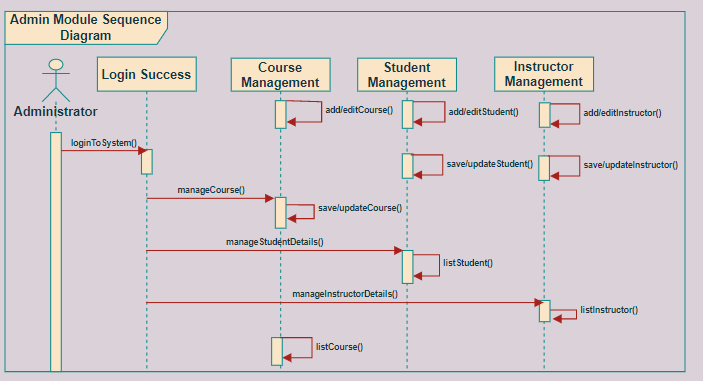 Admin Module Sequence
Diagram
Login Success
Course
Management
Student
Management
Instructor
Management
Administrator
add/editCourse()
add/editStudent()
add/editInstructor()
loginToSystem()
save/updateStudent()
save/updateInstructor()
manageCourse()
save/updateCourse()
manageStudentDetails()
listStudent()
manageInstructorDetails()
listInstructor()
listCourse()